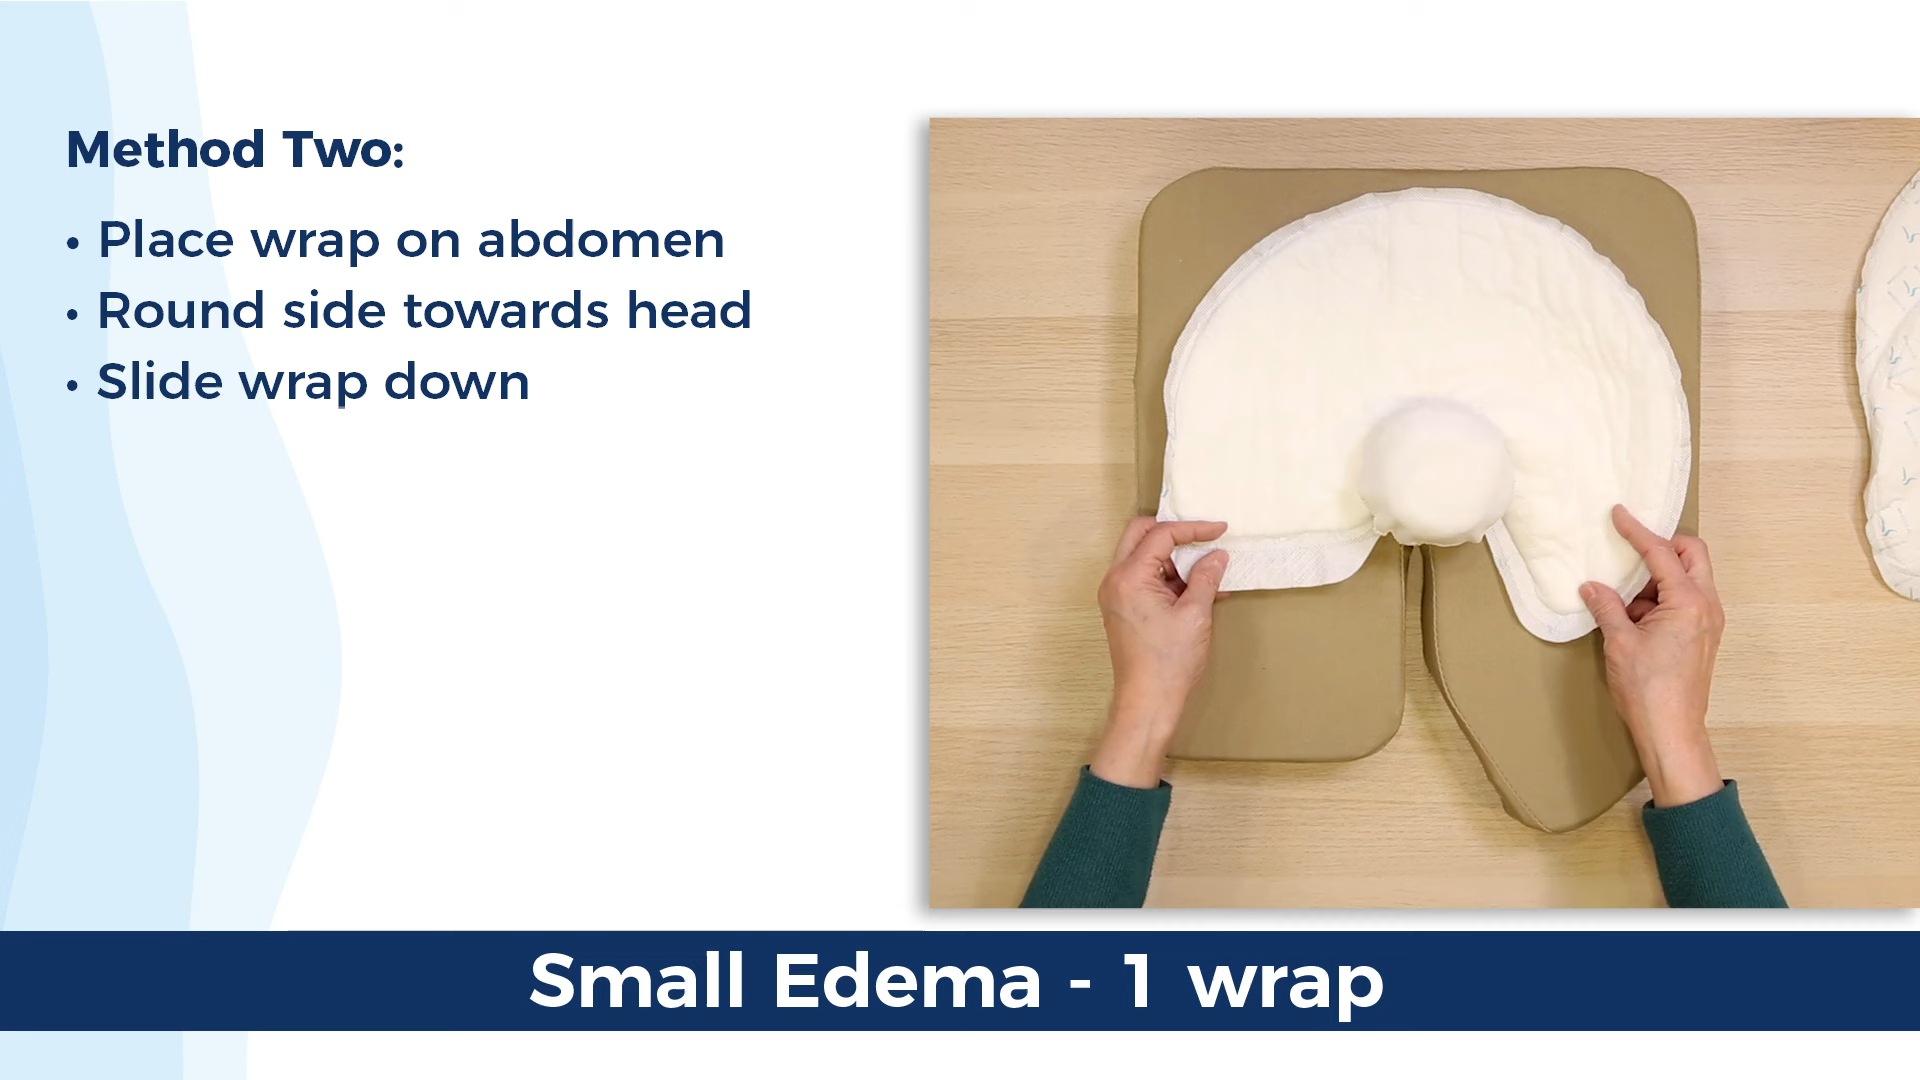 Method Two:
• Place wrap on abdomen
• Round side towards head
• Slide wrap down
Small Edema - 1 wrap